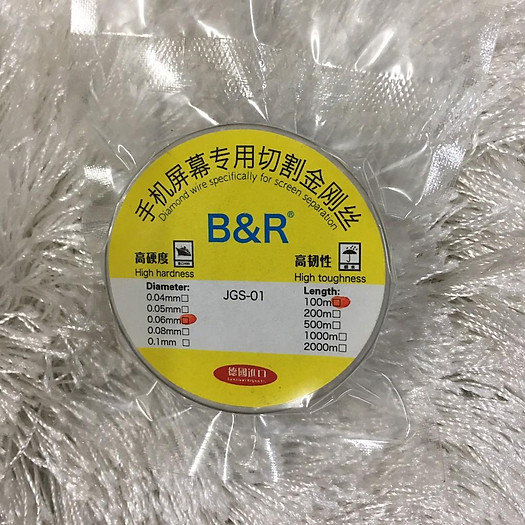 手机屏幕专用切割金刚丝
Diamond wire specifically for screen separation
B&R®
高硬度
High hardness
高韧性
High toughness
Diameter:
0.04mm□
0.05mm□
0.06mm□
0.08mm□
0.1mm□
JGS-01
Length:
100m□
200m□
500m□
1000m□
2000m□
德國進口